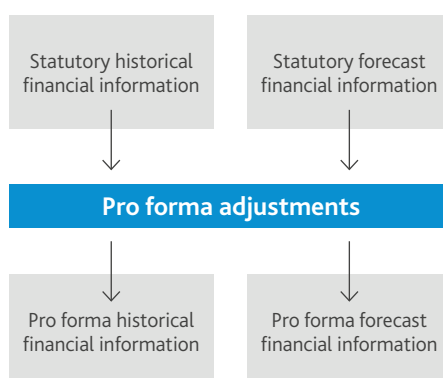 Statutory historical
financial information
Statutory forecast
financial information
Pro forma adjustments
Pro forma historical
financial information
Pro forma forecast
financial information